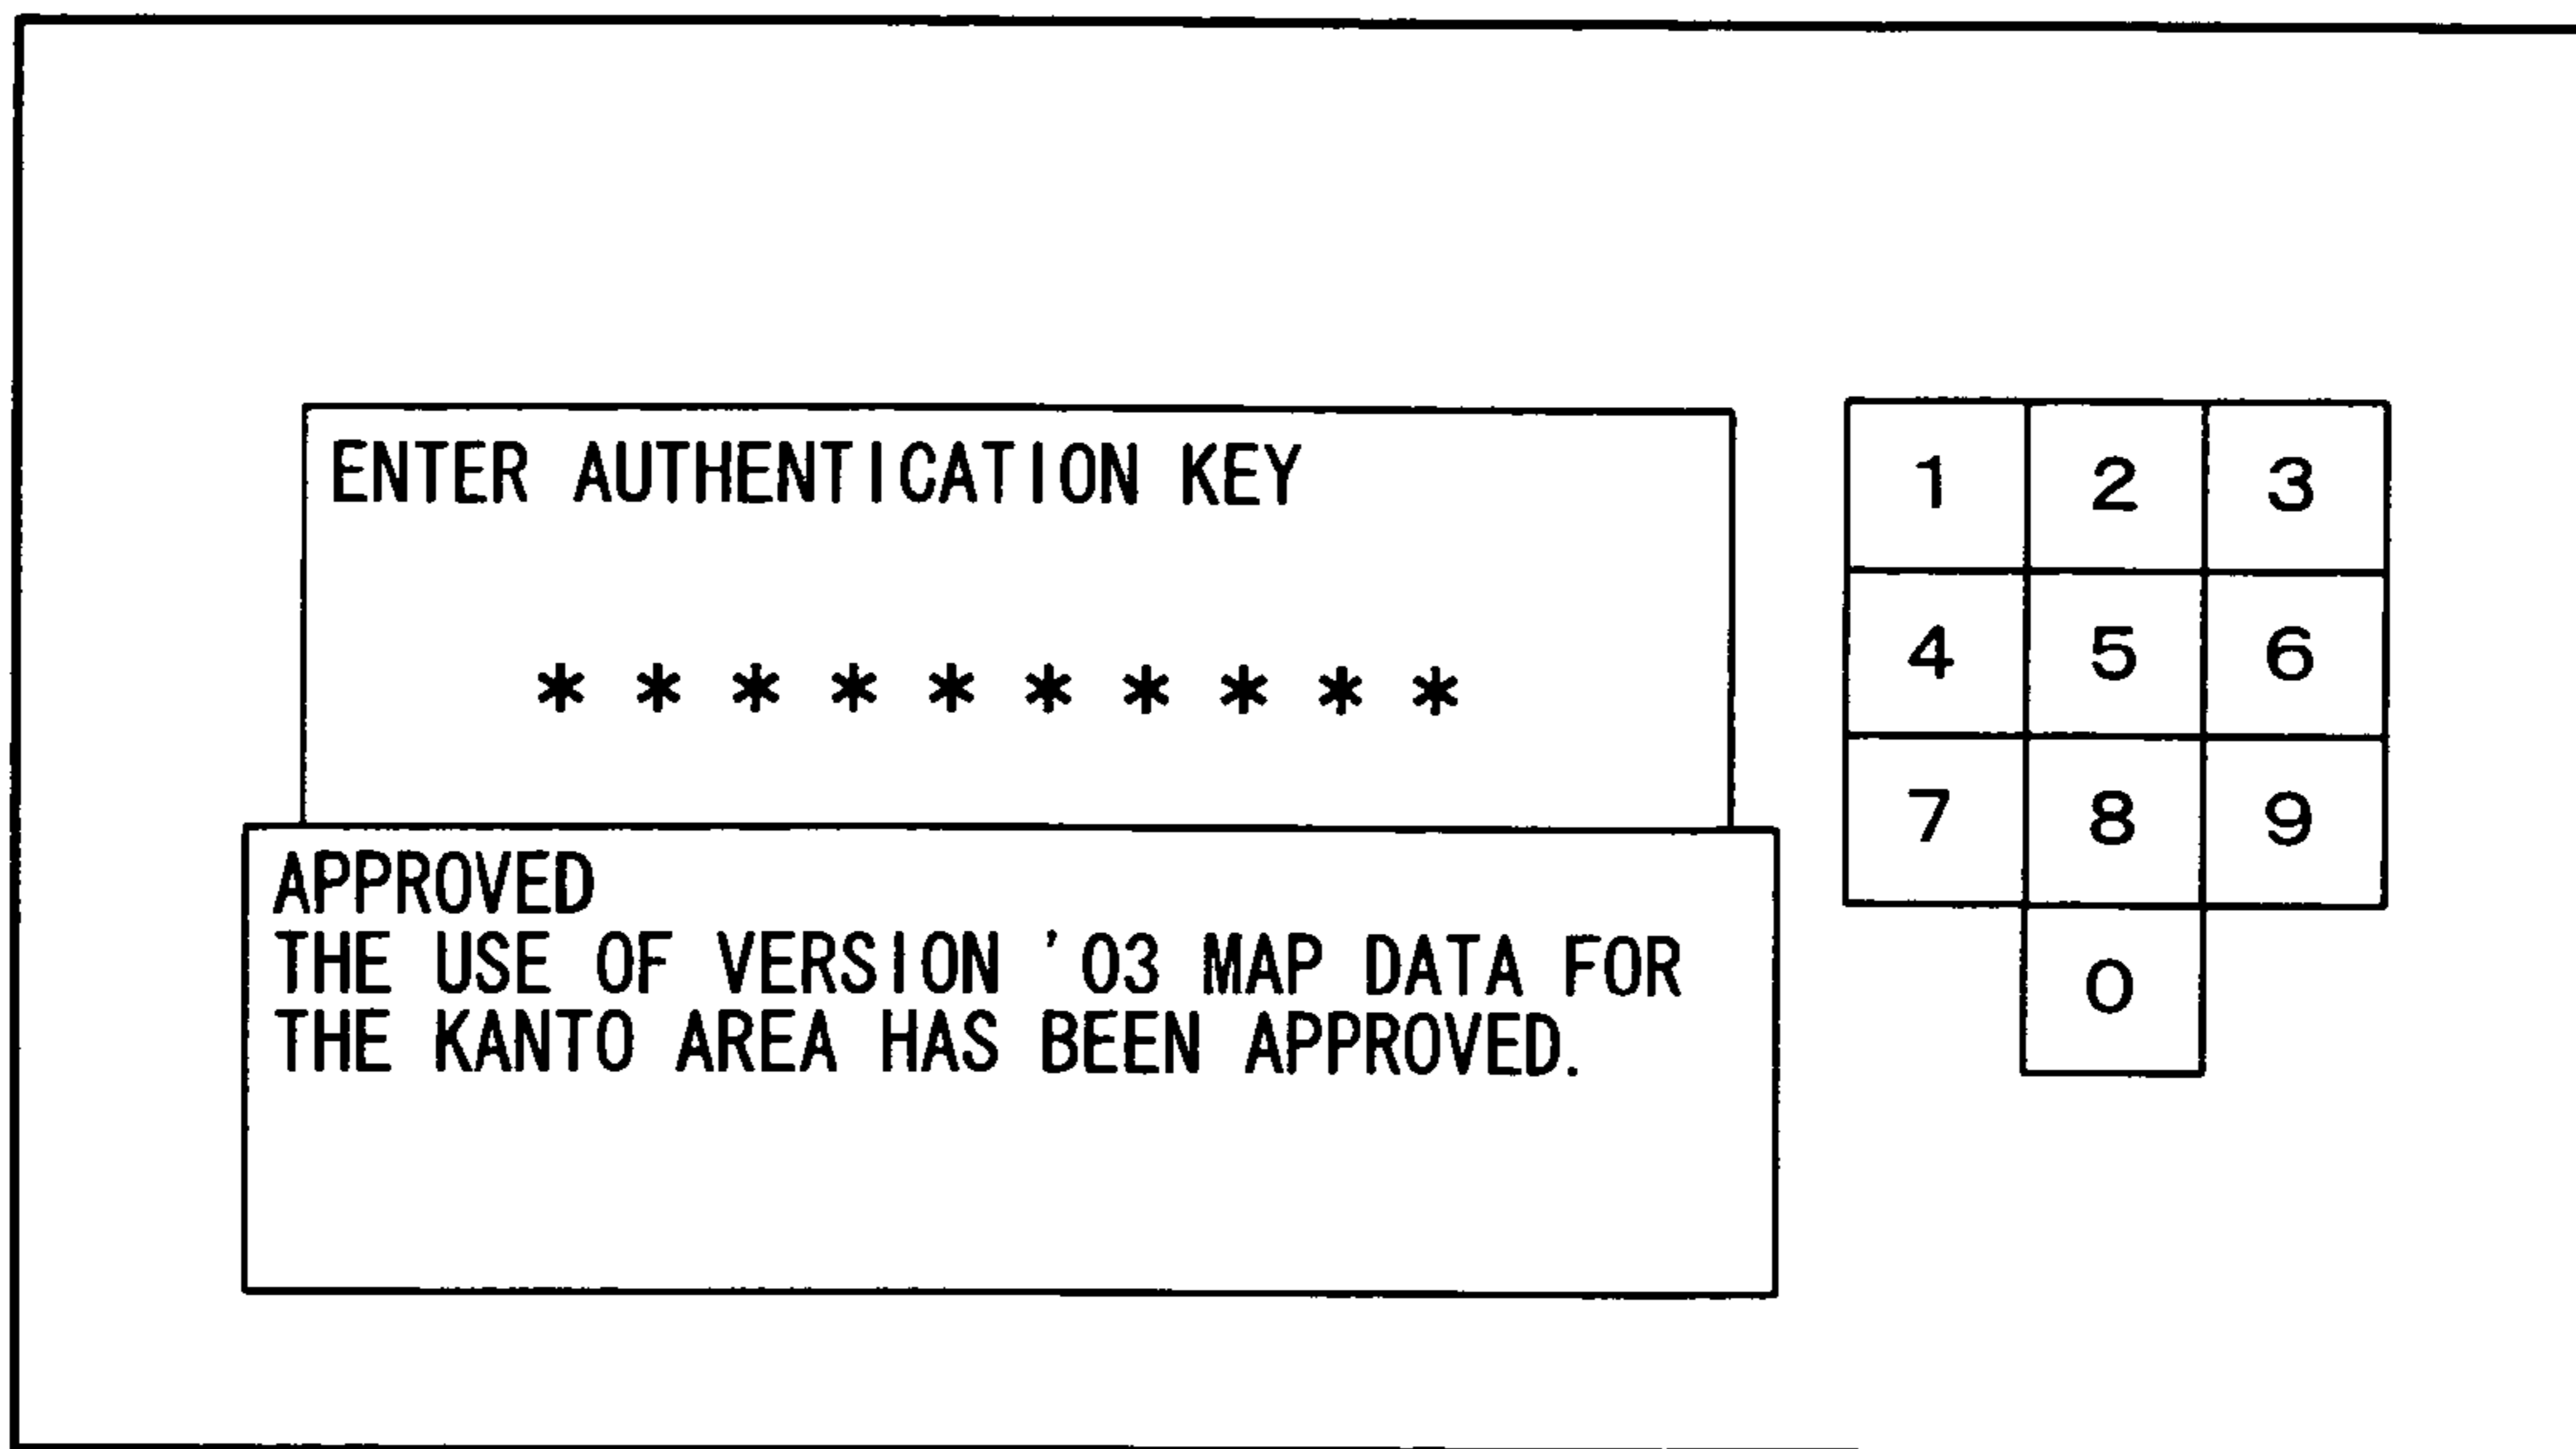 ENTER AUTHENTICATION KEY
* * * * * * * * * *
APPROVED
THE USE OF VERSION '03 MAP DATA FOR
THE KANTO AREA HAS BEEN APPROVED.
1 2 3
4 5 6
7 8 9
0